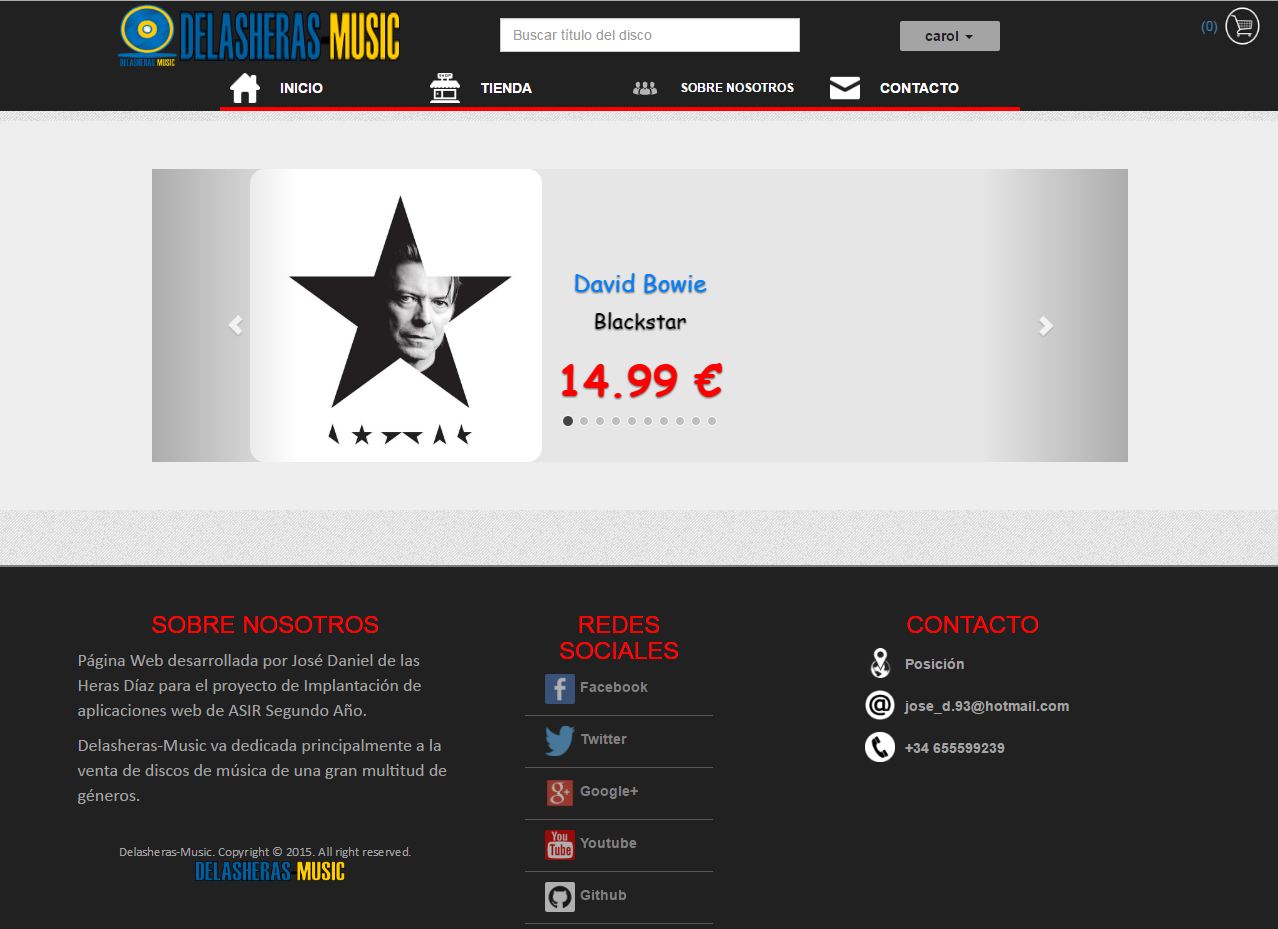 DELASHERAS MUSIC
DELASHERAS MUSIC
Buscar título del disco
carol
(0)
INICIO
SHOP
TIENDA
SOBRE NOSOTROS
CONTACTO
David Bowie
Blackstar
14.99 €
SOBRE NOSOTROS
Página Web desarrollada por José Daniel de las
Heras Díaz para el proyecto de Implantación de
aplicaciones web de ASIR Segundo Año.
Delasheras-Music va dedicada principalmente a la
venta de discos de música de una gran multitud de
géneros.
Delasheras-Music. Copyright © 2015. All right reserved.
DELASHERAS MUSIC
REDES
SOCIALES
f Facebook
Twitter
g+ Google+
You
Tube
Youtube
Github
CONTACTO
Posición
@ jose_d.93@hotmail.com
+34 655599239